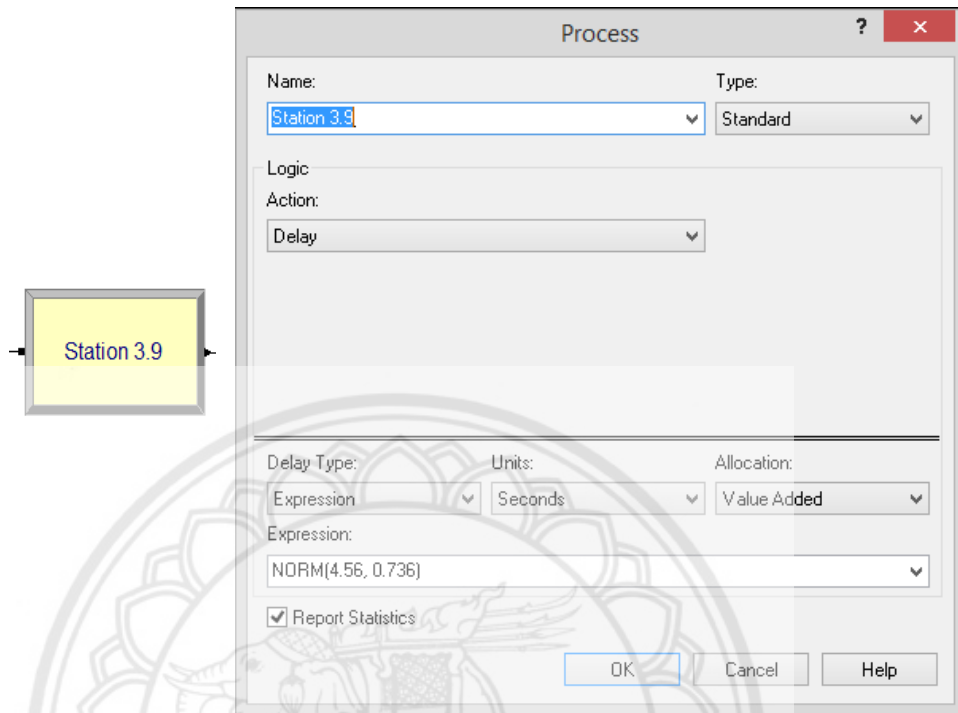 Process ? ×
Name: Type:
Station 3.9 Standard
Logic
Action:
Delay
Station 3.9
Delay Type: Units: Allocation:
Expression Seconds Value Added
Expression:
NORM(4.56, 0.736)
Report Statistics
OK Cancel Help